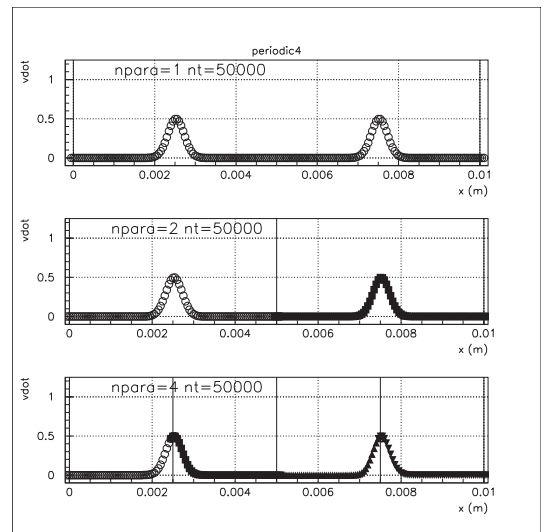 periodic4
vdot
npara=1 nt=50000
1
0.5
0
0 0.002 0.004 0.006 0.008 0.01
x (m)
vdot
npara=2 nt=50000
1
0.5
0
0 0.002 0.004 0.006 0.008 0.01
x (m)
vdot
npara=4 nt=50000
1
0.5
0
0 0.002 0.004 0.006 0.008 0.01
x (m)